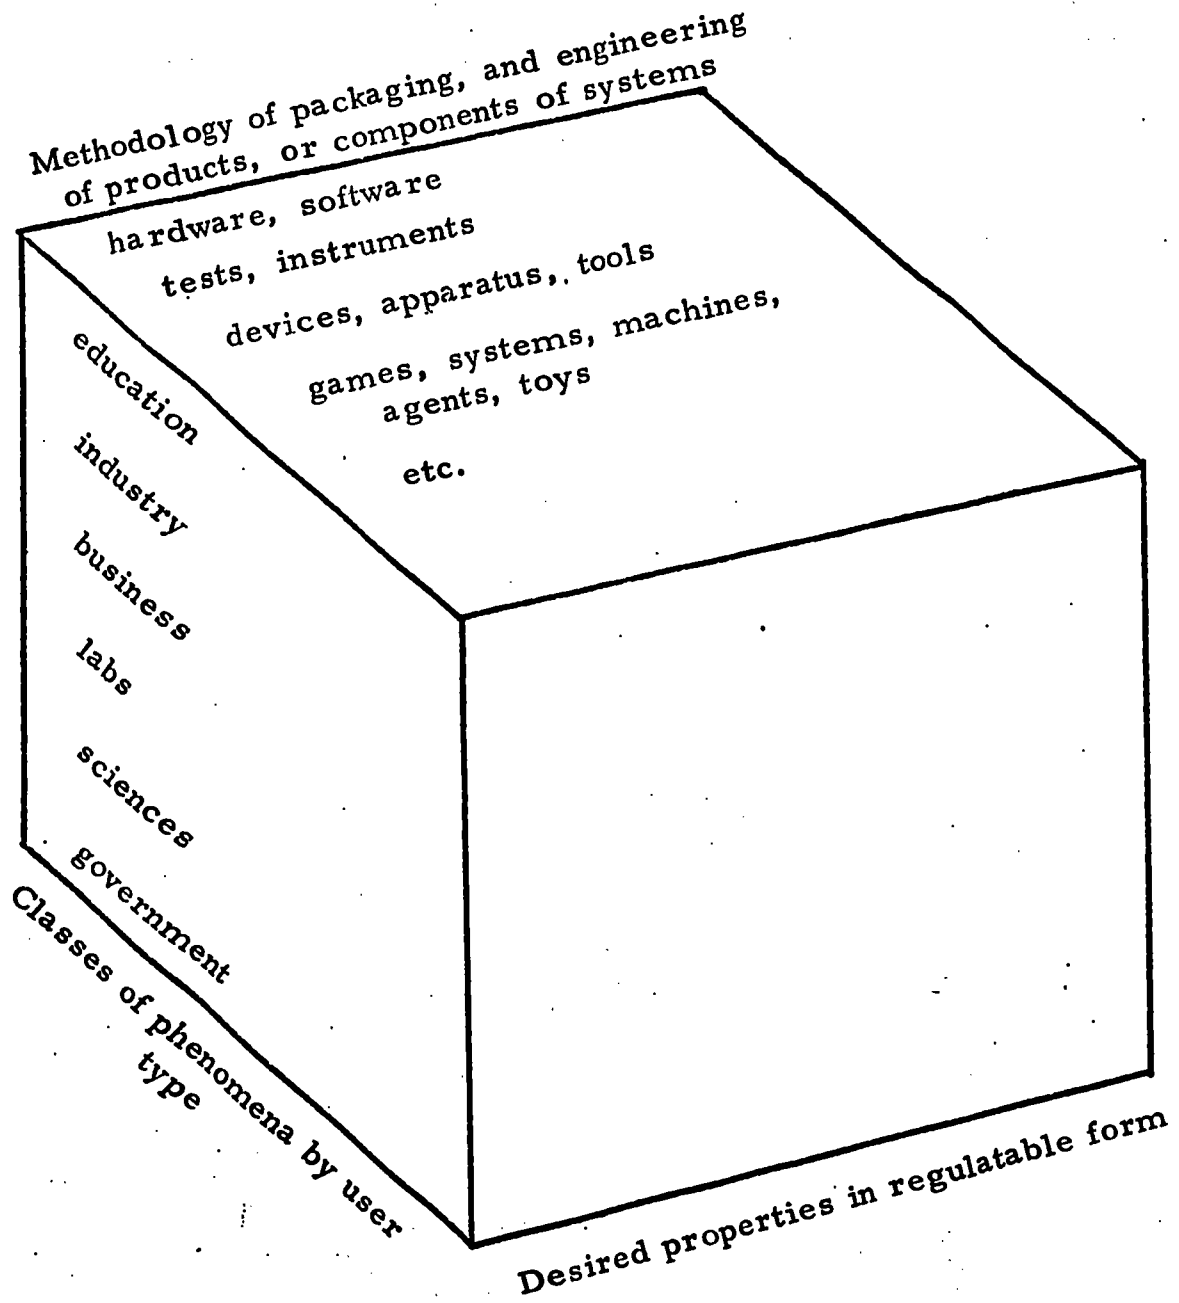 Methodology of packaging, and engineering
of products, or components of systems
hardware, software
tests, instruments
devices, apparatus, tools
games, systems, machines,
agents, toys
etc.
education
industry
business
labs
sciences
government
Classes of phenomena by user
type
Desired properties in regulatable form